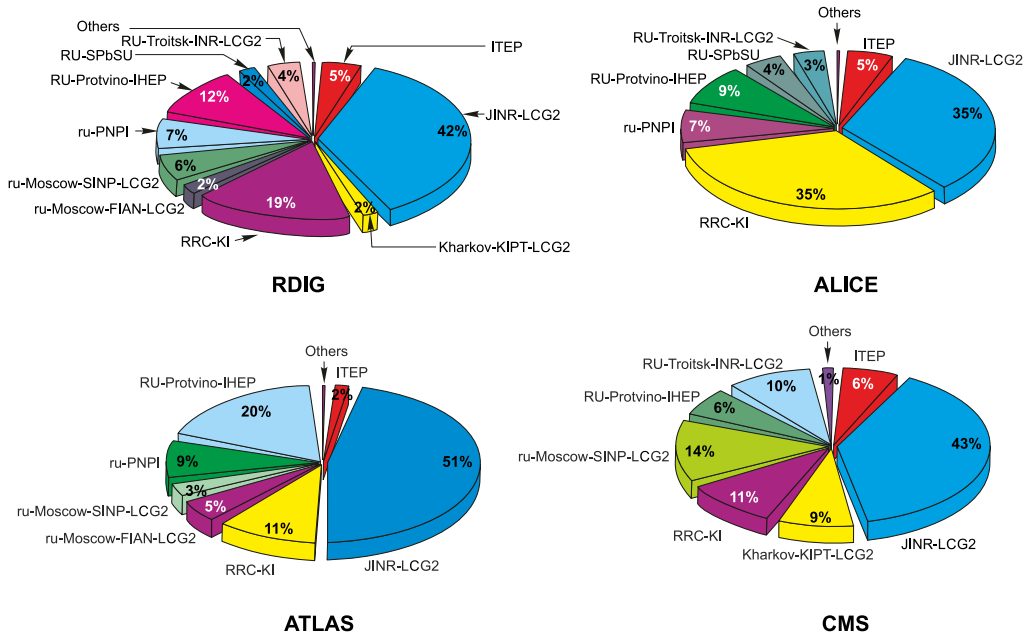 Others
RU-Troitsk-INR-LCG2
RU-SPbSU
RU-Protvino-IHEP
ru-PNPI
ru-Moscow-SINP-LCG2
ru-Moscow-FIAN-LCG2
RRC-KI
ITEP
JINR-LCG2
Kharkov-KIPT-LCG2
5%
42%
2%
19%
2%
6%
7%
12%
2%
4%
RDIG
Others
RU-Troitsk-INR-LCG2
RU-SPbSU
RU-Protvino-IHEP
ru-PNPI
RRC-KI
ITEP
JINR-LCG2
5%
35%
35%
7%
9%
4%
3%
ALICE
Others
ITEP
RU-Protvino-IHEP
ru-PNPI
ru-Moscow-SINP-LCG2
ru-Moscow-FIAN-LCG2
RRC-KI
JINR-LCG2
2%
51%
11%
5%
3%
9%
20%
ATLAS
Others
ITEP
RU-Troitsk-INR-LCG2
RU-Protvino-IHEP
ru-Moscow-SINP-LCG2
RRC-KI
Kharkov-KIPT-LCG2
JINR-LCG2
1%
6%
43%
9%
11%
14%
6%
10%
CMS